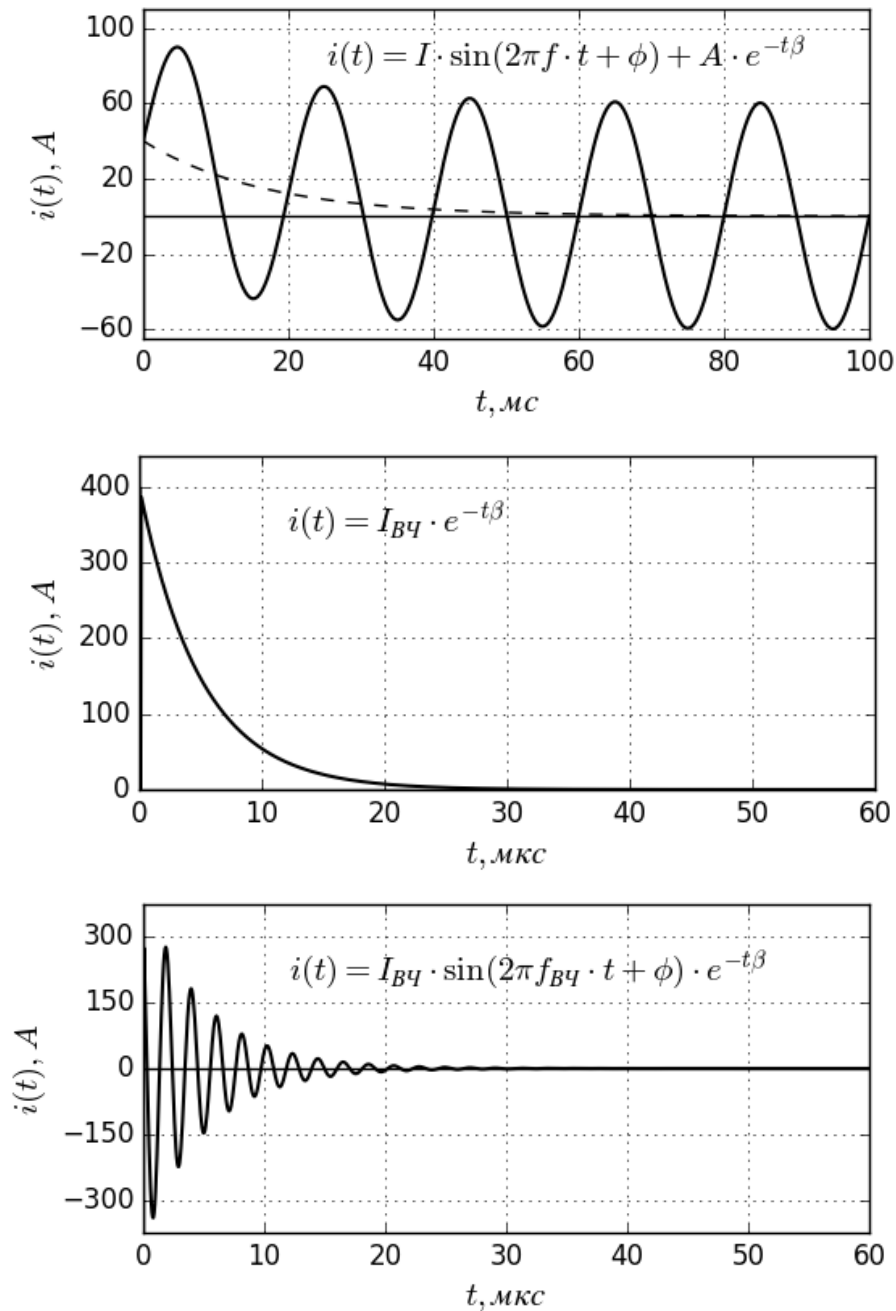 100
60
20
−20
−60
i(t), A
i(t) = I · sin(2πf · t + ϕ) + A · e^{−tβ}
0 20 40 60 80 100
t, мс
400
300
200
100
0
i(t), A
i(t) = I_{ВЧ} · e^{−tβ}
0 10 20 30 40 50 60
t, мкс
300
150
0
−150
−300
i(t), A
i(t) = I_{ВЧ} · sin(2πf_{ВЧ} · t + ϕ) · e^{−tβ}
0 10 20 30 40 50 60
t, мкс